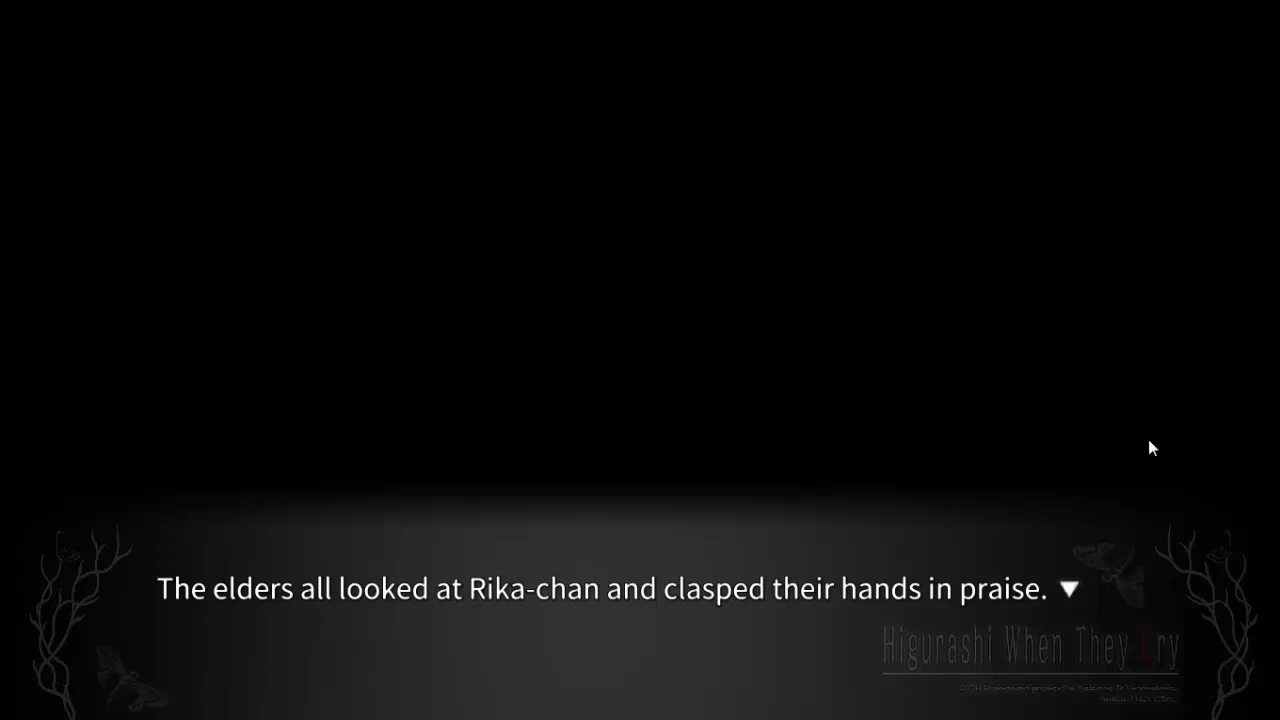 The elders all looked at Rika-chan and clasped their hands in praise.
Higurashi When They Cry